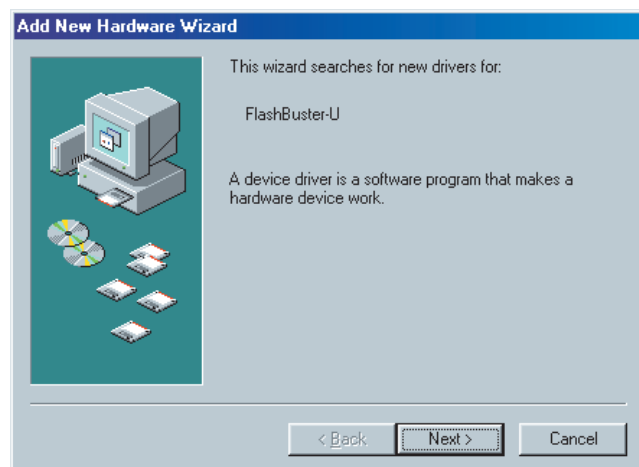 Add New Hardware Wizard
This wizard searches for new drivers for:
FlashBuster-U
A device driver is a software program that makes a
hardware device work.
< Back
Next >
Cancel